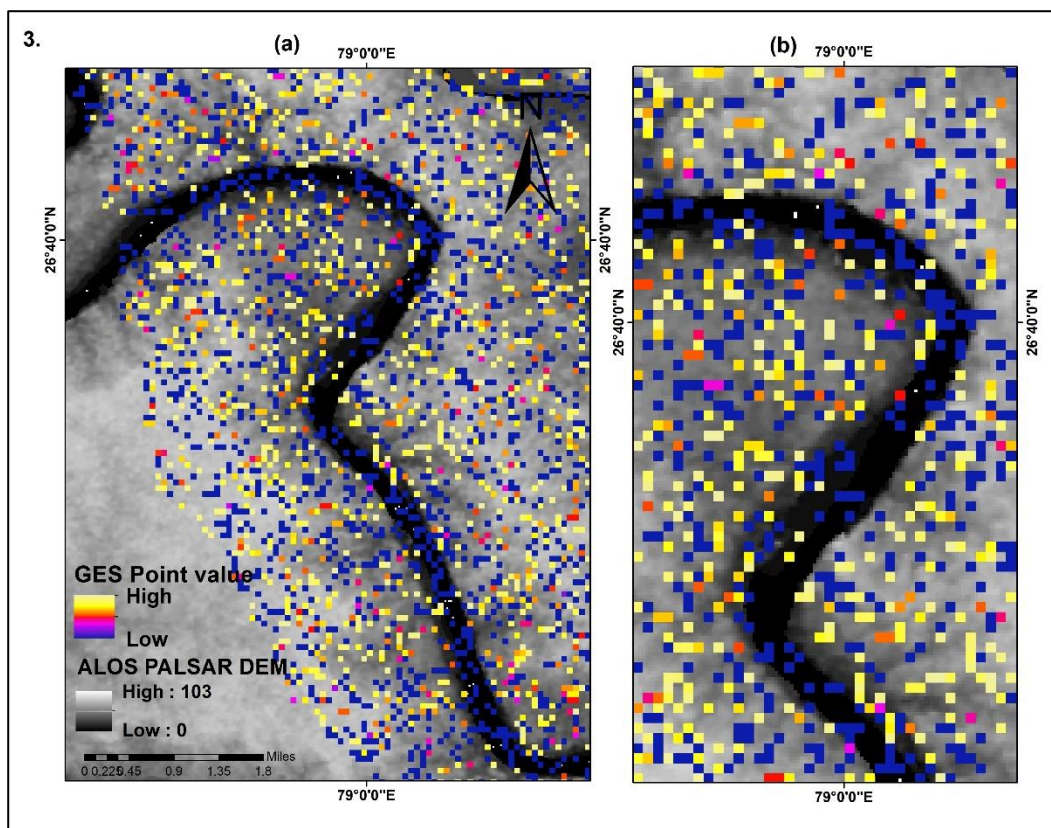 3.
(a)
(b)
79°0'0"E
79°0'0"E
N
26°40'0"N
26°40'0"N
26°40'0"N
26°40'0"N
GES Point value
High
Low
ALOS PALSAR DEM
High : 103
Low : 0
Miles
0 0.225 0.45 0.9 1.35 1.8
79°0'0"E
79°0'0"E